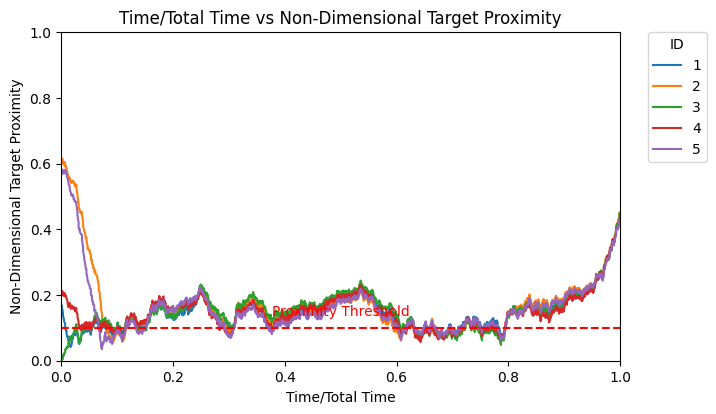 Time/Total Time vs Non-Dimensional Target Proximity
Non-Dimensional Target Proximity
1.0
0.8
0.6
0.4
0.2
0.0
Proximity Threshold
0.0 0.2 0.4 0.6 0.8 1.0
Time/Total Time
ID
1
2
3
4
5